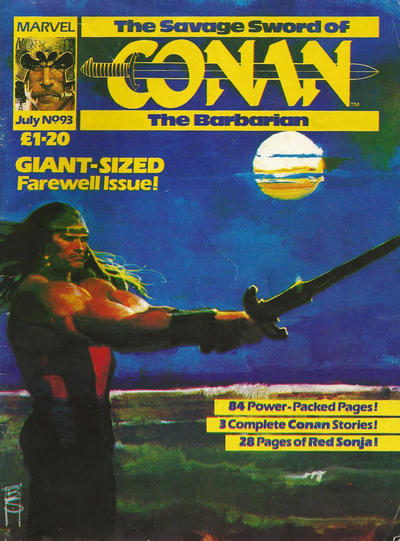 MARVEL
The Savage Sword of
CONAN
TM
The Barbarian
July Nº93
£1·20
GIANT-SIZED
Farewell Issue!
84 Power-Packed Pages!
3 Complete Conan Stories!
28 Pages of Red Sonja!